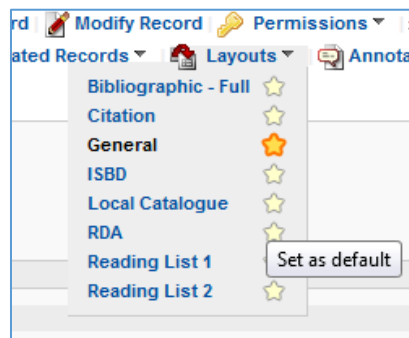 rd Modify Record Permissions
ated Records Layouts Annota
Bibliographic - Full
Citation
General
ISBD
Local Catalogue
RDA
Reading List 1
Set as default
Reading List 2